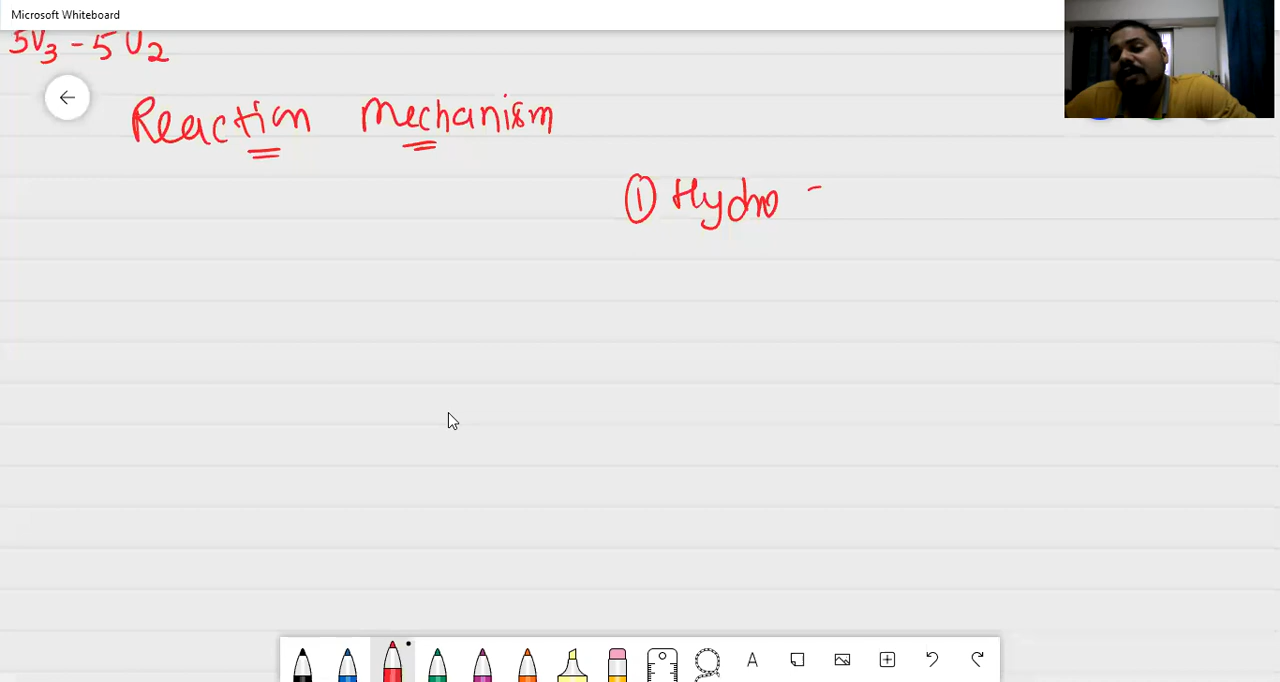 Microsoft Whiteboard
5V₃ - 5V₂
Reaction Mechanism
① Hydro -